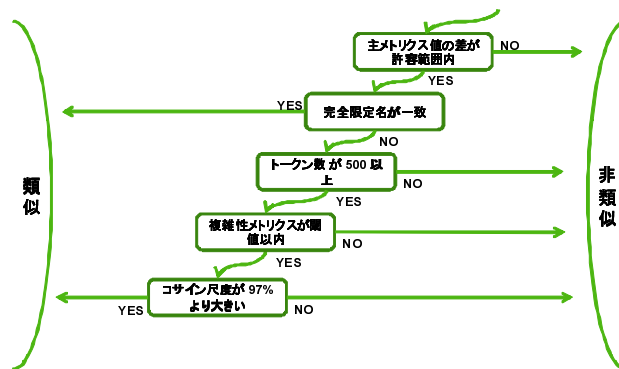 主メトリクス値の差が
許容範囲内
NO
YES
YES
完全限定名が一致
NO
トークン数 が 500 以
上
NO
YES
類似
非類似
複雑性メトリクスが閾
値以内
NO
YES
コサイン尺度が 97%
より大きい
YES
NO